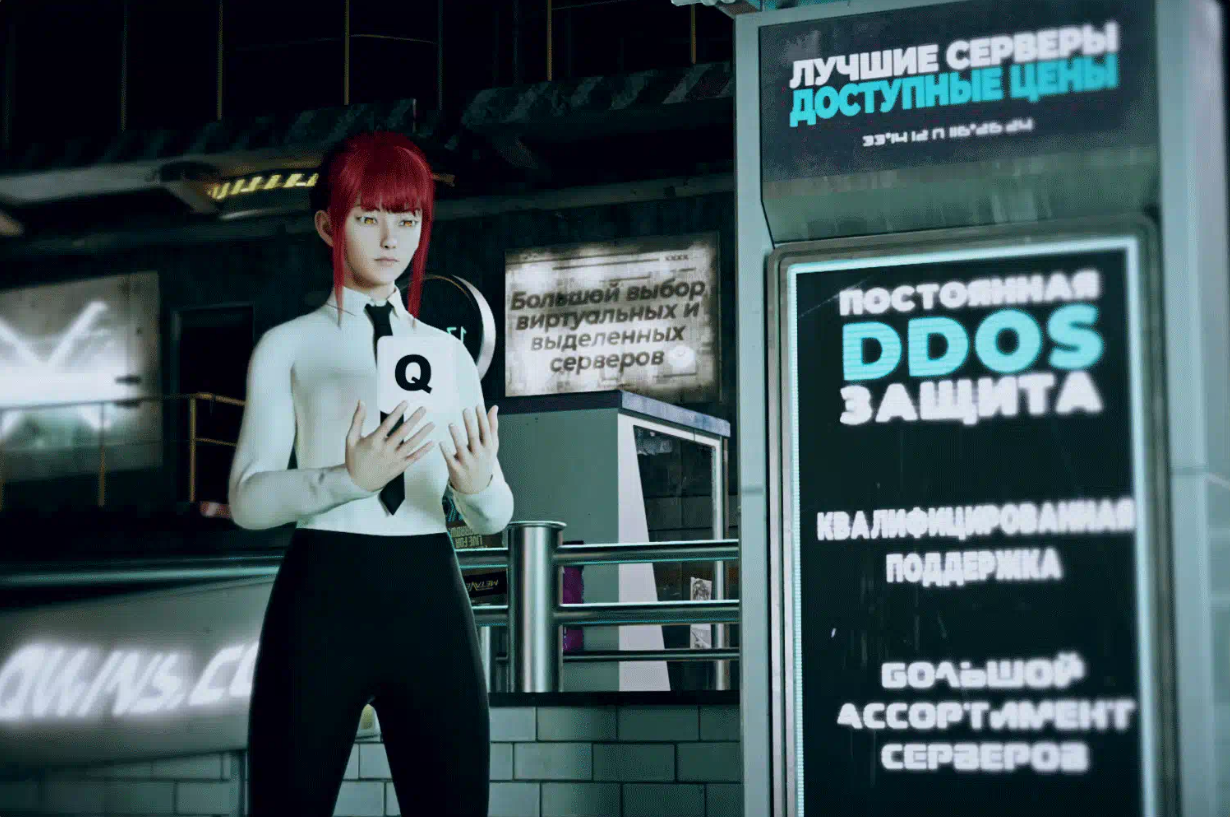 ЛУЧШИЕ СЕРВЕРЫ
ДОСТУПНЫЕ ЦЕНЫ
Большой выбор
виртуальных и
выделенных
серверов
Q
ПОСТОЯННАЯ
DDOS
ЗАЩИТА
КВАЛИФИЦИРОВАННАЯ
ПОДДЕРЖКА
БОЛЬШОЙ
АССОРТИМЕНТ
СЕРВЕРОВ